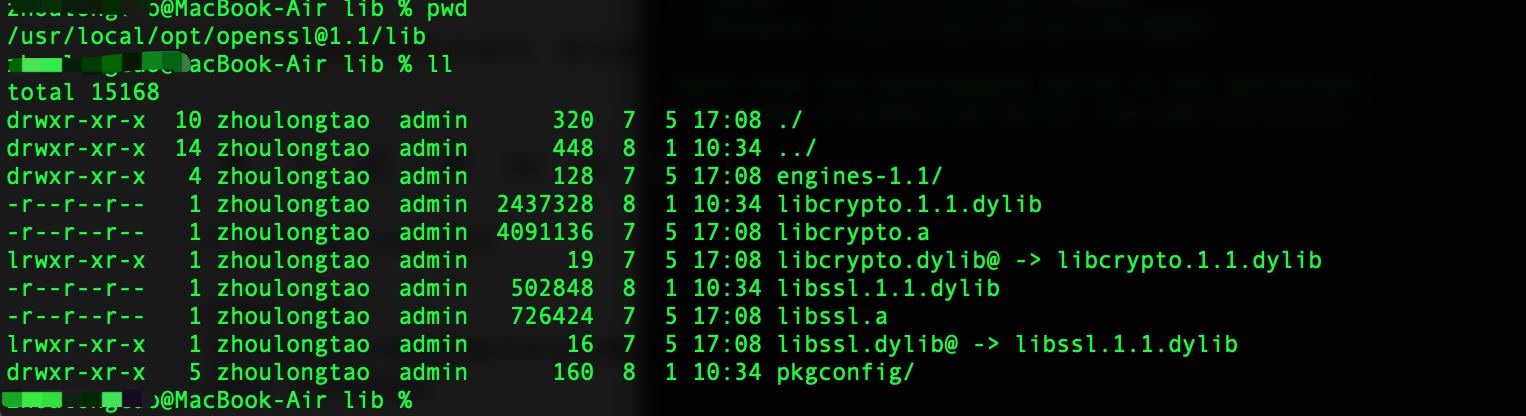 @MacBook-Air lib % pwd
/usr/local/opt/openssl@1.1/lib
acBook-Air lib % ll
total 15168
drwxr-xr-x  10 zhoulongtao  admin      320  7   5 17:08 ./
drwxr-xr-x  14 zhoulongtao  admin      448  8   1 10:34 ../
drwxr-xr-x   4 zhoulongtao  admin      128  7   5 17:08 engines-1.1/
-r--r--r--   1 zhoulongtao  admin  2437328  8   1 10:34 libcrypto.1.1.dylib
-r--r--r--   1 zhoulongtao  admin  4091136  7   5 17:08 libcrypto.a
lrwxr-xr-x   1 zhoulongtao  admin       19  7   5 17:08 libcrypto.dylib@ -> libcrypto.1.1.dylib
-r--r--r--   1 zhoulongtao  admin   502848  8   1 10:34 libssl.1.1.dylib
-r--r--r--   1 zhoulongtao  admin   726424  7   5 17:08 libssl.a
lrwxr-xr-x   1 zhoulongtao  admin       16  7   5 17:08 libssl.dylib@ -> libssl.1.1.dylib
drwxr-xr-x   5 zhoulongtao  admin      160  8   1 10:34 pkgconfig/
@MacBook-Air lib %